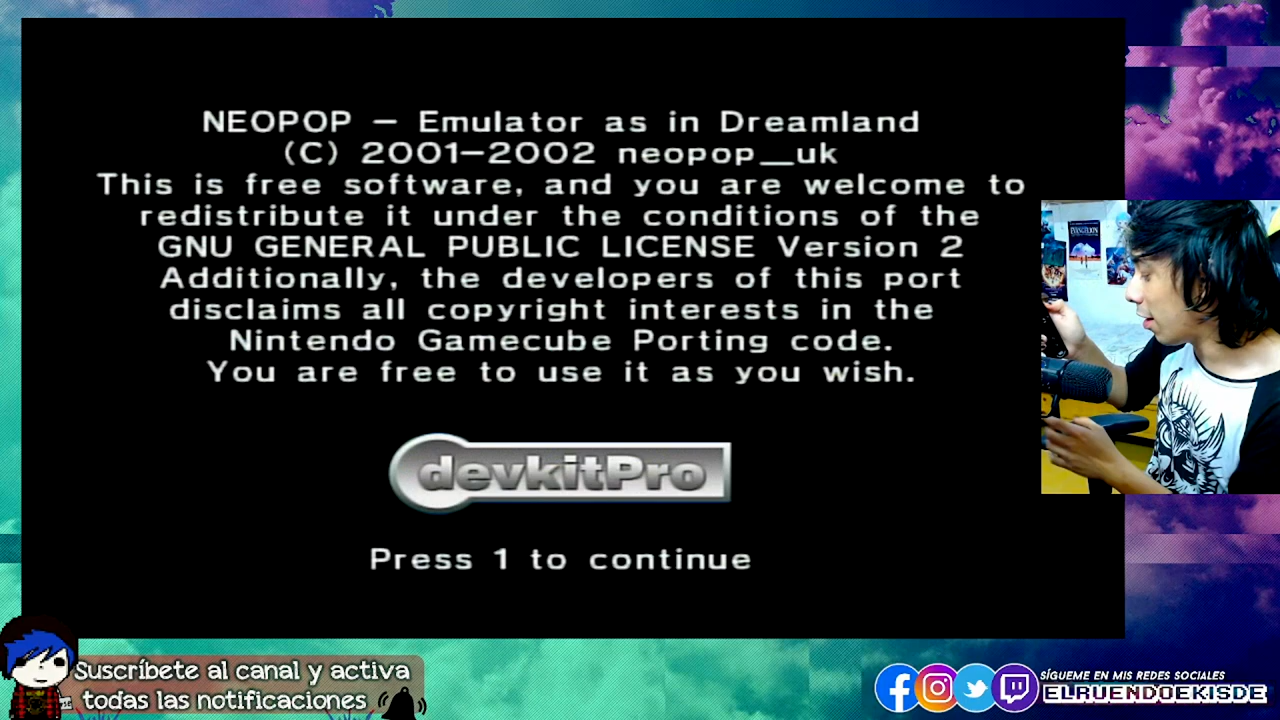 NEOPOP - Emulator as in Dreamland
(C) 2001-2002 neopop_uk
This is free software, and you are welcome to
redistribute it under the conditions of the
GNU GENERAL PUBLIC LICENSE Version 2
Additionally, the developers of this port
disclaims all copyright interests in the
Nintendo Gamecube Porting code.
You are free to use it as you wish.
devkitPro
Press 1 to continue
EVANGELION
Suscríbete al canal y activa
todas las notificaciones
SÍGUEME EN MIS REDES SOCIALES
ELRUENDOEKISDE